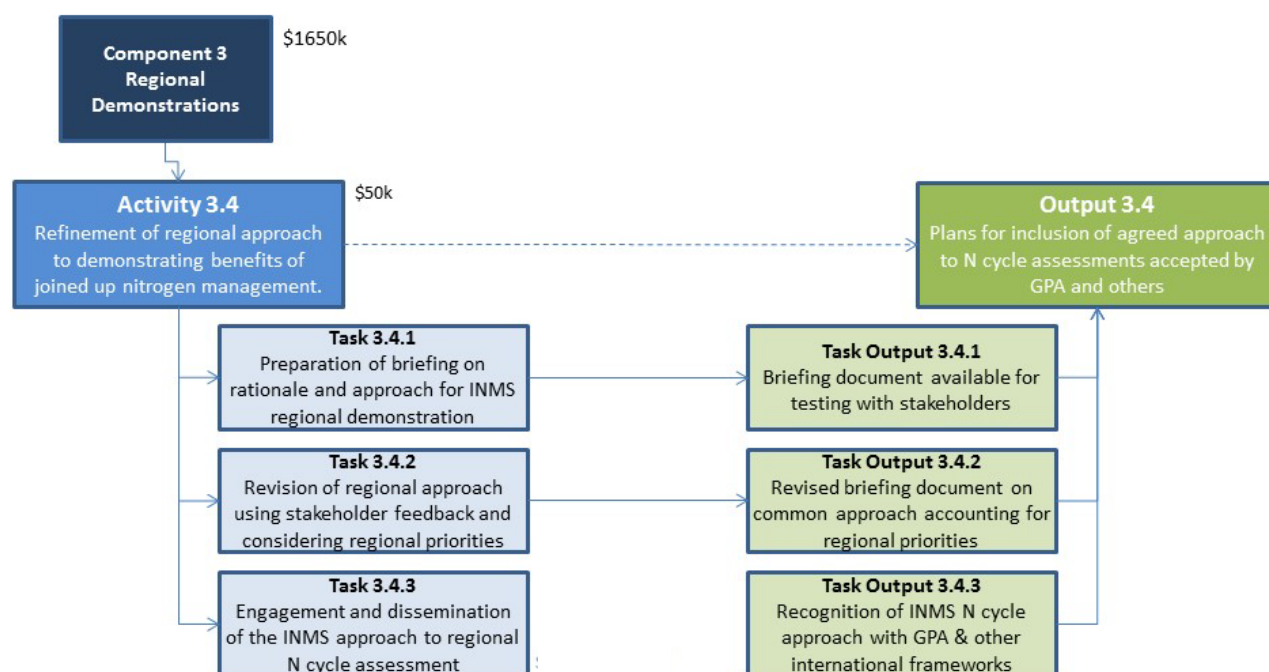 Component 3
Regional
Demonstrations
$1650k
Activity 3.4
Refinement of regional approach
to demonstrating benefits of
joined up nitrogen management.
$50k
Output 3.4
Plans for inclusion of agreed approach
to N cycle assessments accepted by
GPA and others
Task 3.4.1
Preparation of briefing on
rationale and approach for INMS
regional demonstration
Task Output 3.4.1
Briefing document available for
testing with stakeholders
Task 3.4.2
Revision of regional approach
using stakeholder feedback and
considering regional priorities
Task Output 3.4.2
Revised briefing document on
common approach accounting for
regional priorities
Task 3.4.3
Engagement and dissemination
of the INMS approach to regional
N cycle assessment
Task Output 3.4.3
Recognition of INMS N cycle
approach with GPA & other
international frameworks